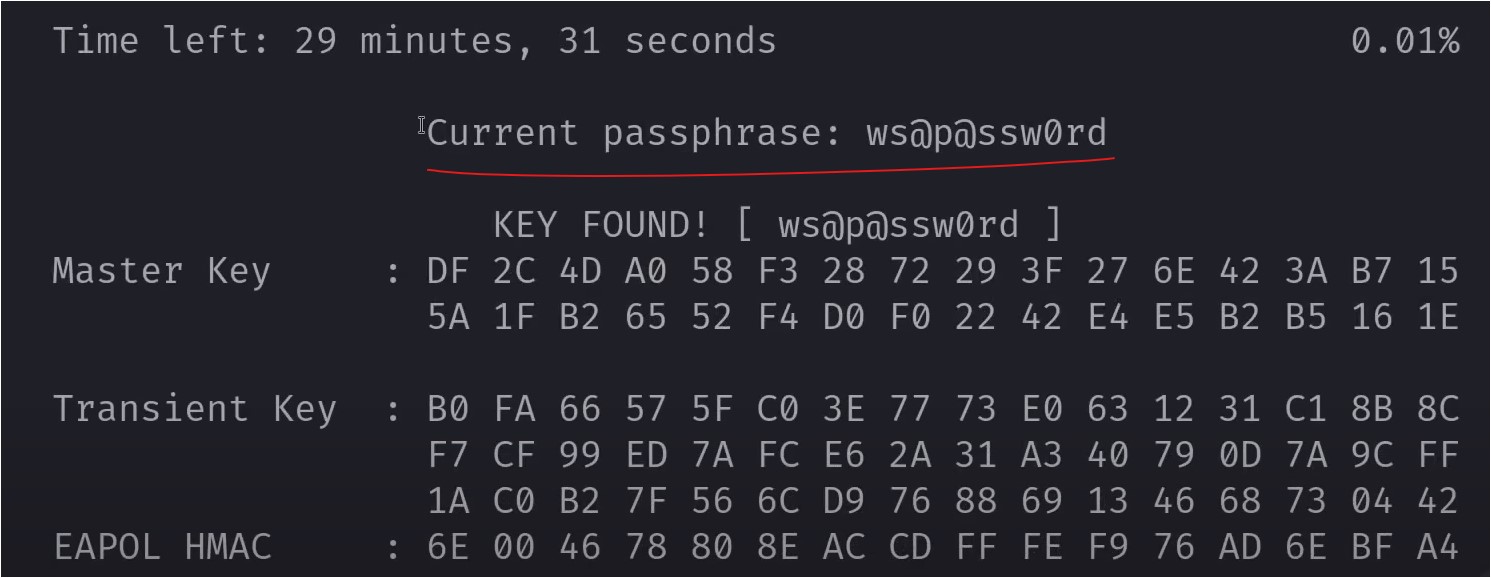 Time left: 29 minutes, 31 seconds 0.01%
Current passphrase: ws@p@ssw0rd
KEY FOUND! [ ws@p@ssw0rd ]
Master Key : DF 2C 4D A0 58 F3 28 72 29 3F 27 6E 42 3A B7 15
5A 1F B2 65 52 F4 D0 F0 22 42 E4 E5 B2 B5 16 1E
Transient Key : B0 FA 66 57 5F C0 3E 77 73 E0 63 12 31 C1 8B 8C
F7 CF 99 ED 7A FC E6 2A 31 A3 40 79 0D 7A 9C FF
1A C0 B2 7F 56 6C D9 76 88 69 13 46 68 73 04 42
EAPOL HMAC : 6E 00 46 78 80 8E AC CD FF FE F9 76 AD 6E BF A4